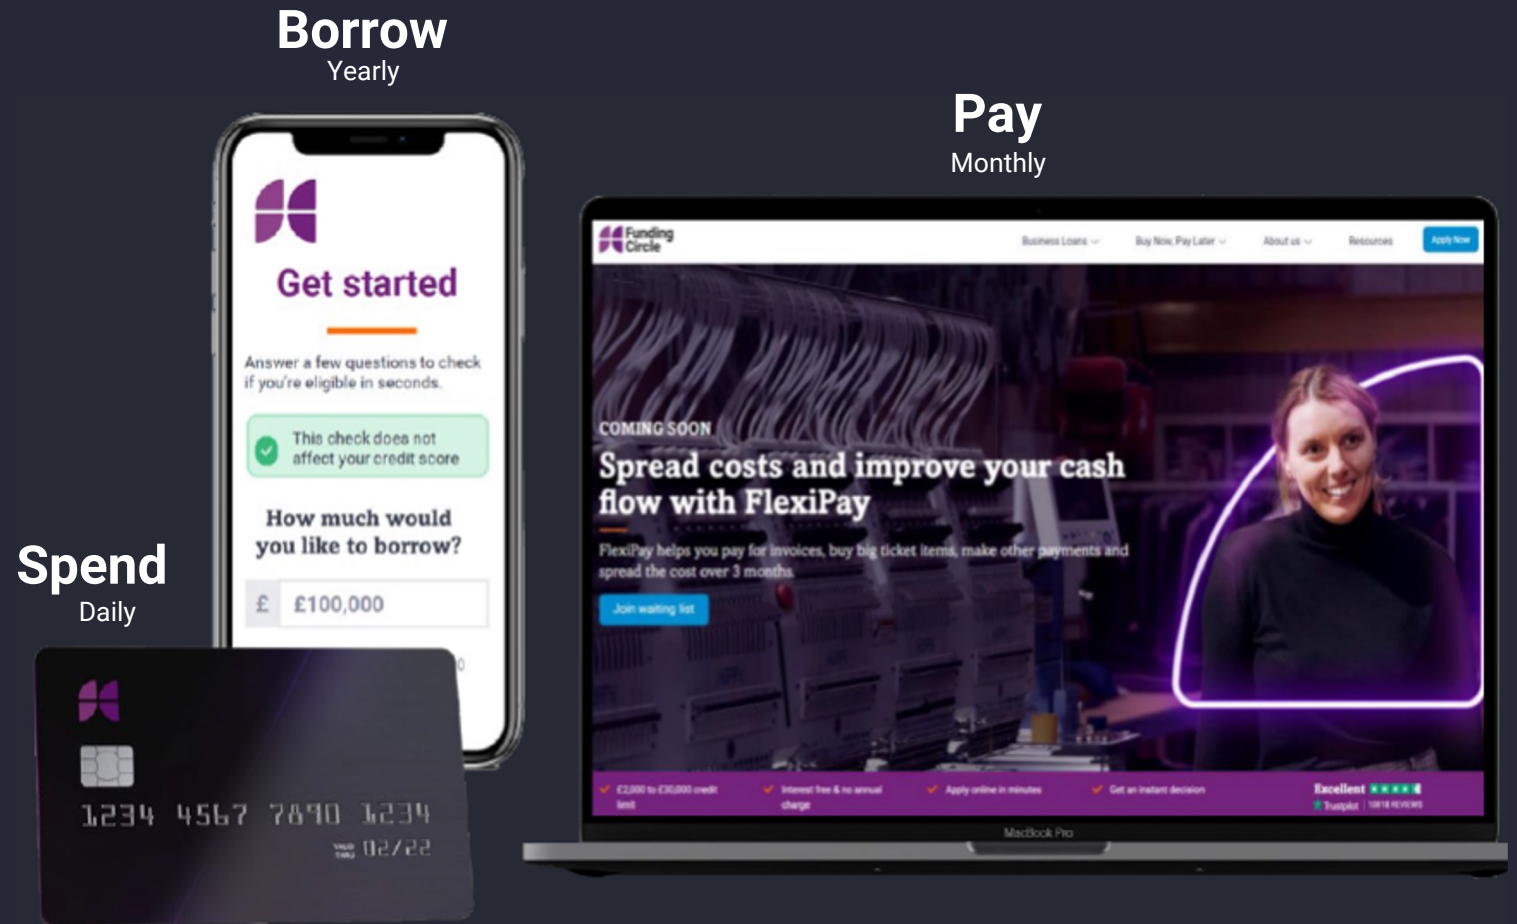 Borrow
Yearly
Pay
Monthly
Get started
Answer a few questions to check
if you're eligible in seconds.
This check does not
affect your credit score
How much would
you like to borrow?
£ £100,000
Spend
Daily
1234 4567 7890 1234
VALID
THRU 02/22
Funding
Circle
Business Loans
Buy Now, Pay Later
About us
Resources
Apply Now
COMING SOON
Spread costs and improve your cash
flow with FlexiPay
FlexiPay helps you pay for invoices, buy big ticket items, make other payments and
spread the cost over 3 months.
Join waiting list
£2,000 to £30,000 credit
limit
Interest free & no annual
charge
Apply online in minutes
Get an instant decision
Excellent
Trustpilot | 10818 REVIEWS
MacBook Pro